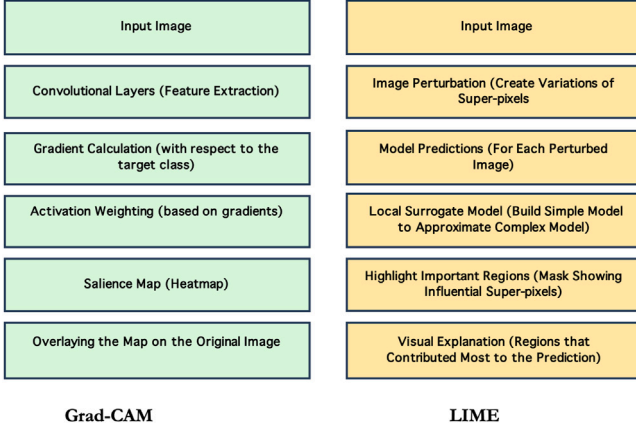 Input Image
Convolutional Layers (Feature Extraction)
Gradient Calculation (with respect to the
target class)
Activation Weighting (based on gradients)
Salience Map (Heatmap)
Overlaying the Map on the Original Image
Grad-CAM
Input Image
Image Perturbation (Create Variations of
Super-pixels
Model Predictions (For Each Perturbed
Image)
Local Surrogate Model (Build Simple Model
to Approximate Complex Model)
Highlight Important Regions (Mask Showing
Influential Super-pixels)
Visual Explanation (Regions that
Contributed Most to the Prediction)
LIME